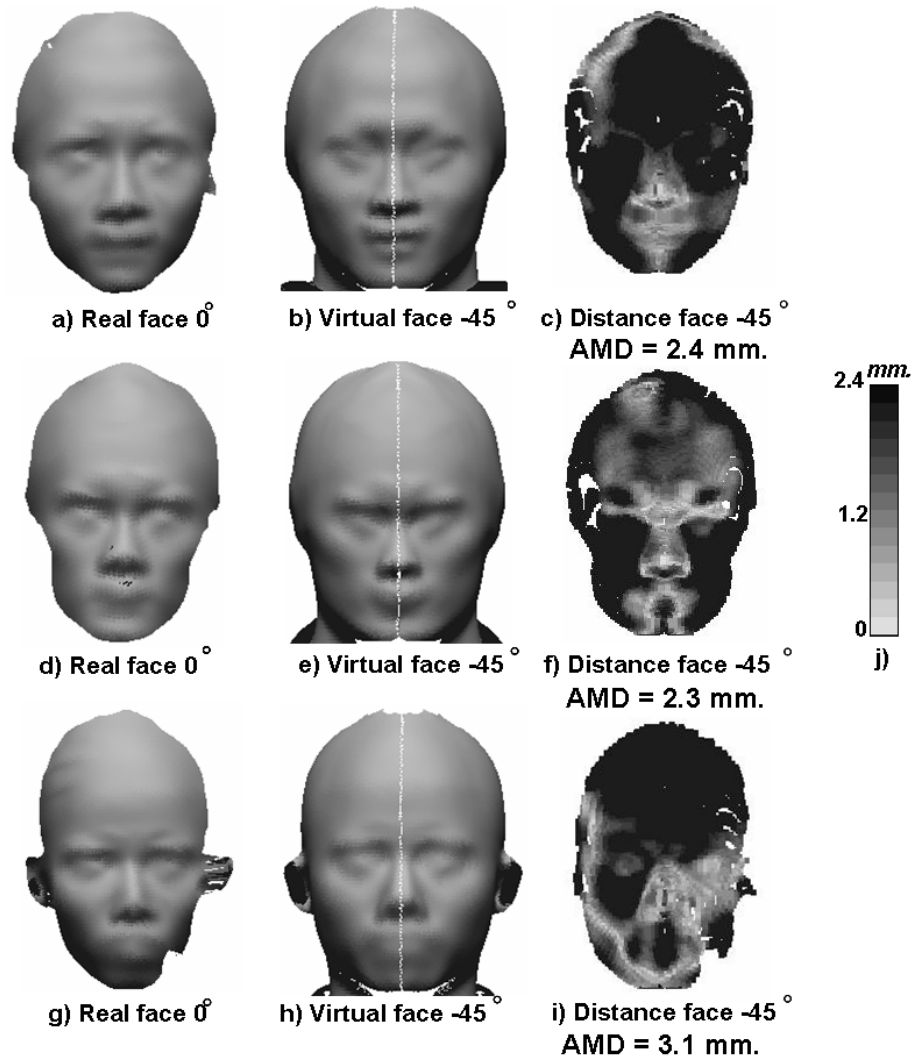 a) Real face 0°
b) Virtual face -45°
c) Distance face -45°
AMD = 2.4 mm.
2.4 mm.
1.2
0
j)
d) Real face 0°
e) Virtual face -45°
f) Distance face -45°
AMD = 2.3 mm.
g) Real face 0°
h) Virtual face -45°
i) Distance face -45°
AMD = 3.1 mm.